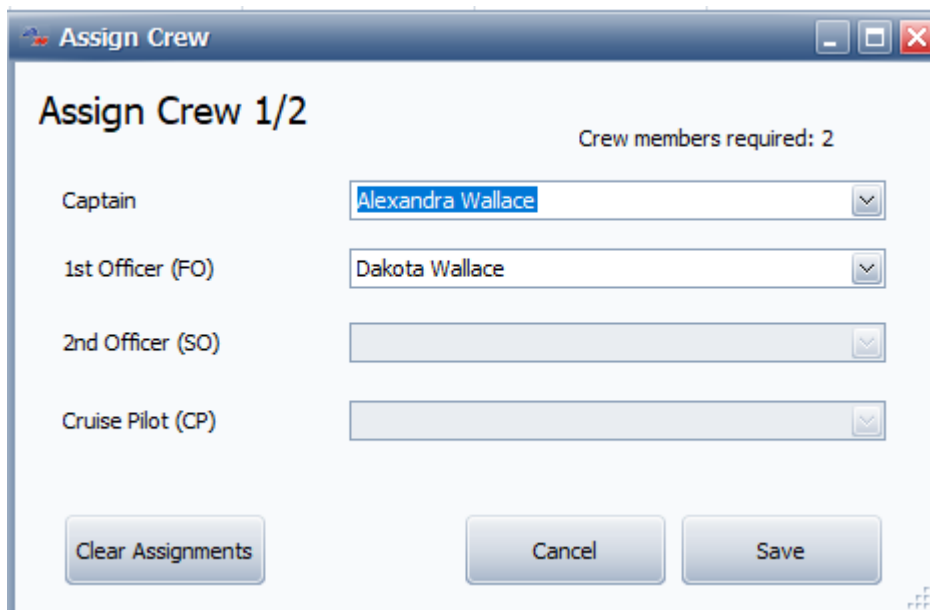 Assign Crew
Assign Crew 1/2
Crew members required: 2
Captain
Alexandra Wallace
1st Officer (FO)
Dakota Wallace
2nd Officer (SO)
Cruise Pilot (CP)
Clear Assignments
Cancel
Save